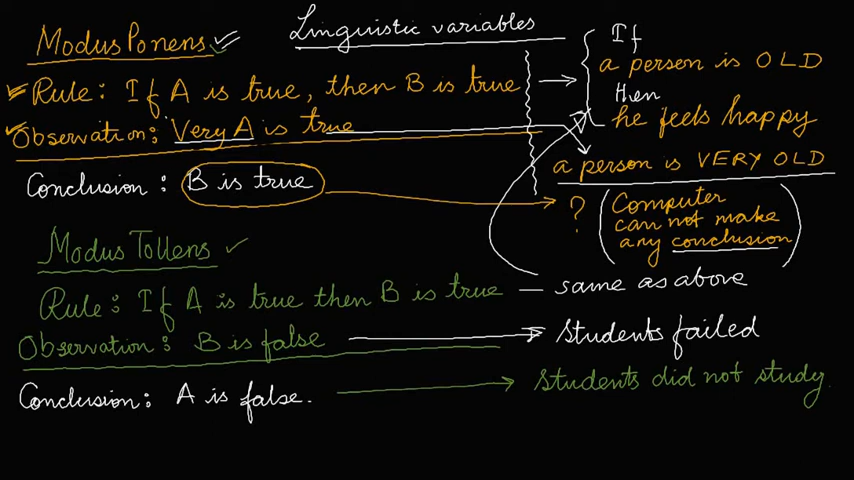 Linguistic variables
Modus Ponens
Rule: If A is true, then B is true
Observation: Very A is true
Conclusion: B is true
If
a person is OLD
then
he feels happy
a person is VERY OLD
? (Computer
can not make
any conclusion)
Modus Tollens
Rule: If A is true then B is true — same as above
Observation: B is false
Students failed
Conclusion: A is false.
Students did not study